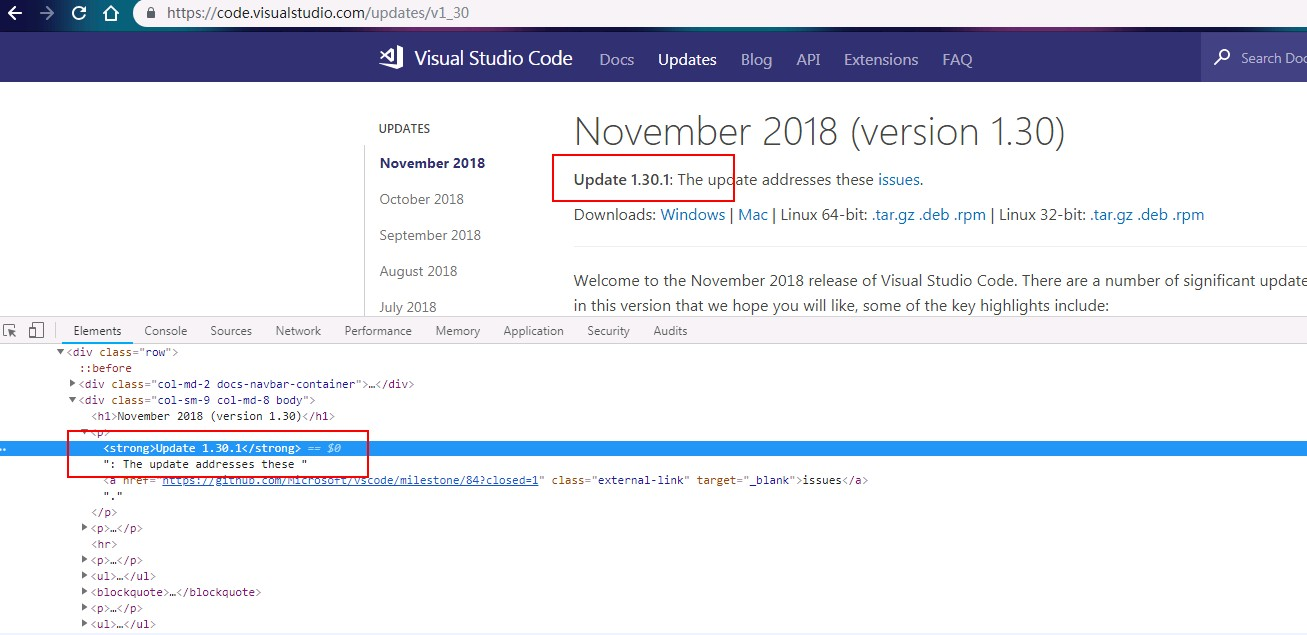 https://code.visualstudio.com/updates/v1_30
Visual Studio Code Docs Updates Blog API Extensions FAQ Search Doc
UPDATES
November 2018
October 2018
September 2018
August 2018
July 2018
November 2018 (version 1.30)
Update 1.30.1: The update addresses these issues.
Downloads: Windows | Mac | Linux 64-bit: .tar.gz .deb .rpm | Linux 32-bit: .tar.gz .deb .rpm
Welcome to the November 2018 release of Visual Studio Code. There are a number of significant update
in this version that we hope you will like, some of the key highlights include:
Elements Console Sources Network Performance Memory Application Security Audits
<div class="row">
::before
<div class="col-md-2 docs-navbar-container">…</div>
<div class="col-sm-9 col-md-8 body">
<h1>November 2018 (version 1.30)</h1>
<p>
<strong>Update 1.30.1</strong> == $0
": The update addresses these "
<a href="https://github.com/Microsoft/vscode/milestone/84?closed=1" class="external-link" target="_blank">issues</a>
"."
</p>
<p>…</p>
<hr>
<p>…</p>
<ul>…</ul>
<blockquote>…</blockquote>
<p>…</p>
<ul>…</ul>